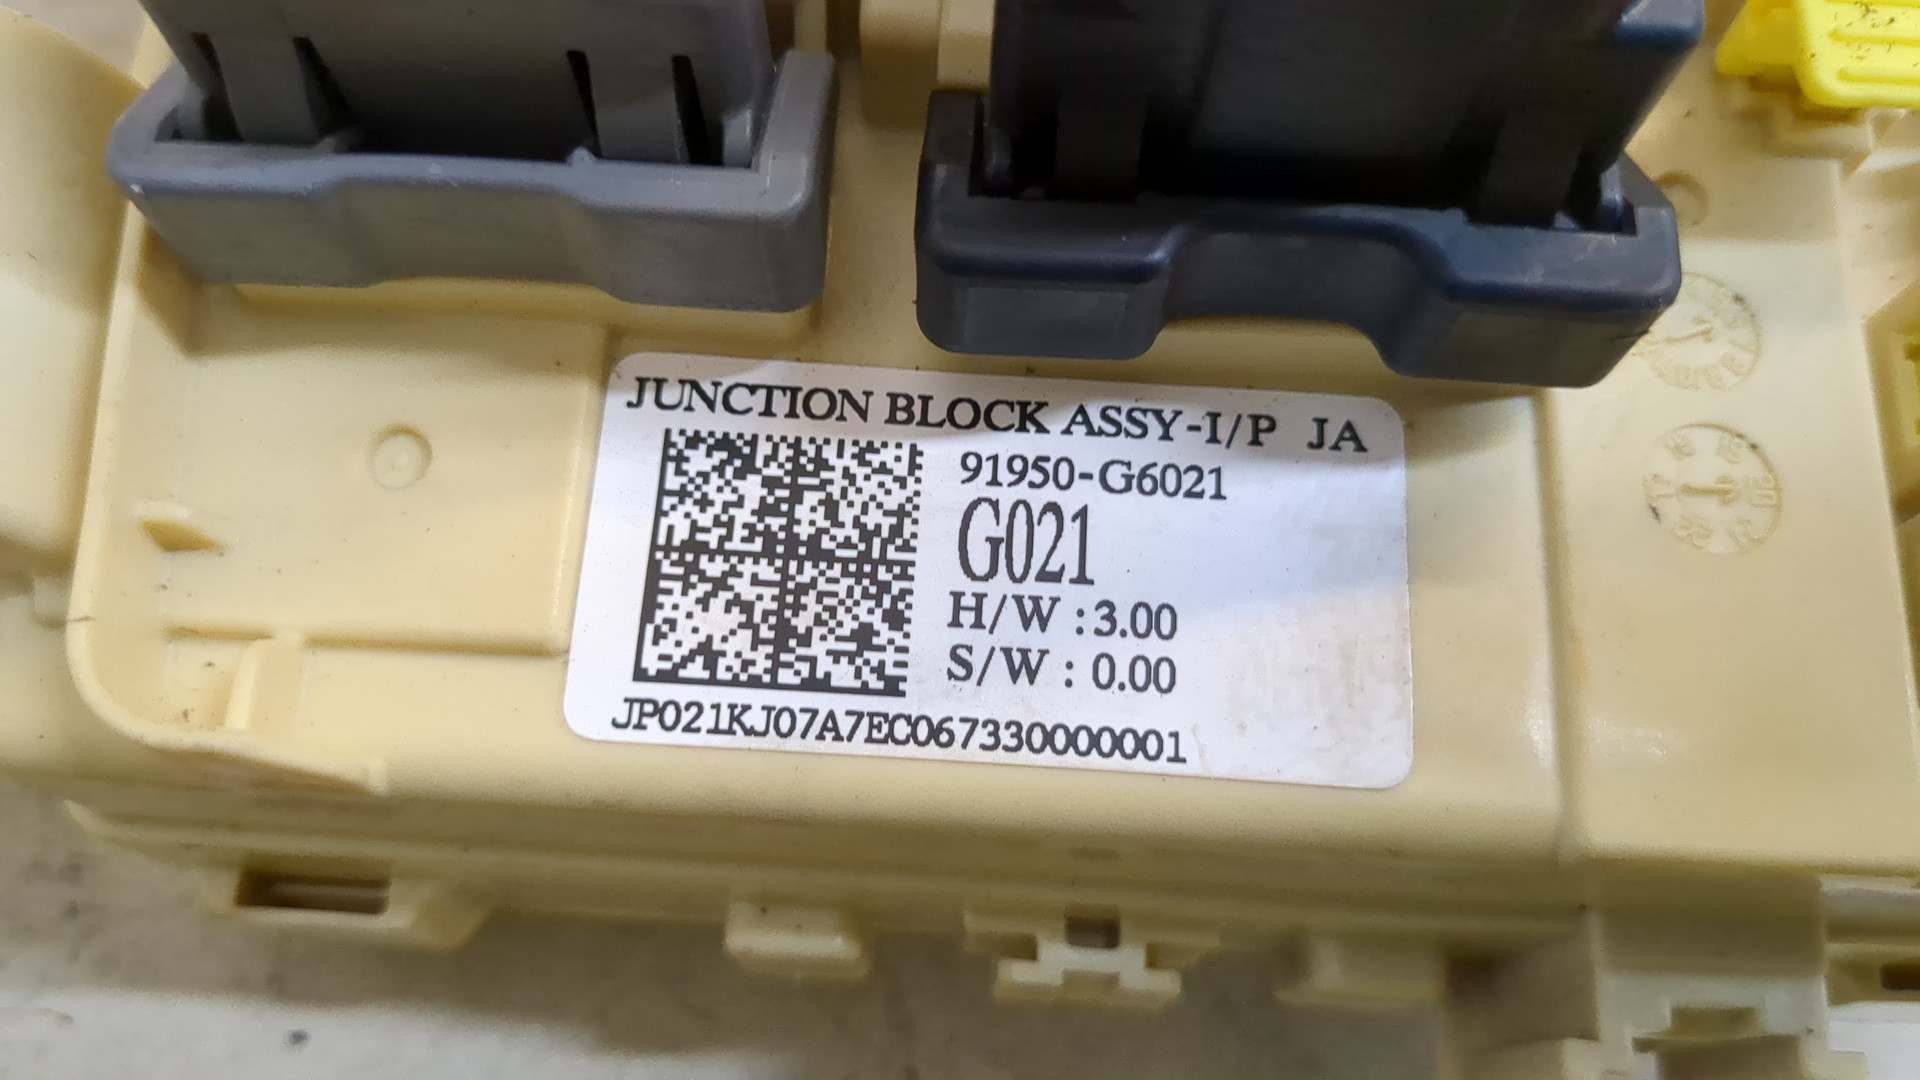 JUNCTION BLOCK ASSY-I/P JA
91950-G6021
G021
H/W :3.00
S/W : 0.00
JP021KJ07A7EC067330000001